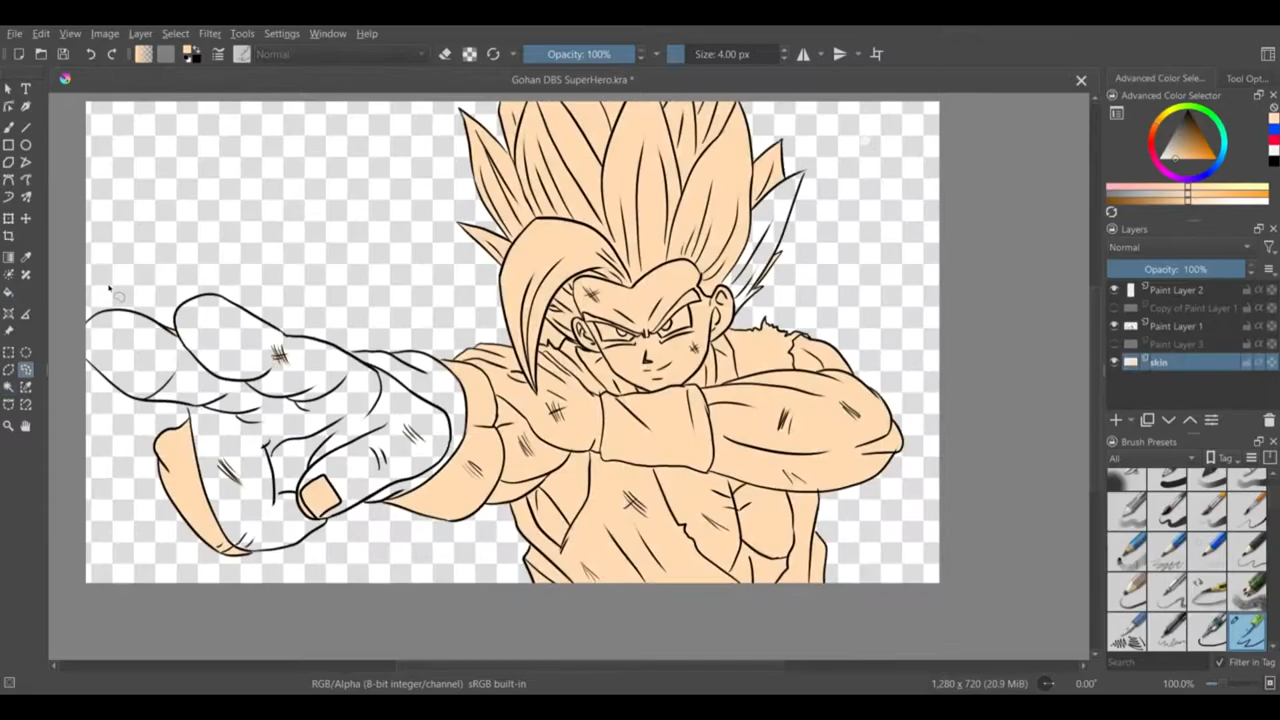 File Edit View Image Layer Select Filter Tools Settings Window Help
Normal Opacity: 100% Size: 4.00 px
Gohan DBS SuperHero.kra *
Advanced Color Sele... Tool Opt...
Advanced Color Selector
Layers
Normal
Opacity: 100%
Paint Layer 2
Copy of Paint Layer 1
Paint Layer 1
Paint Layer 3
skin
Brush Presets
All Tag
Search Filter in Tag
RGB/Alpha (8-bit integer/channel) sRGB built-in 1,280 x 720 (20.9 MiB) 0.00° 100.0%